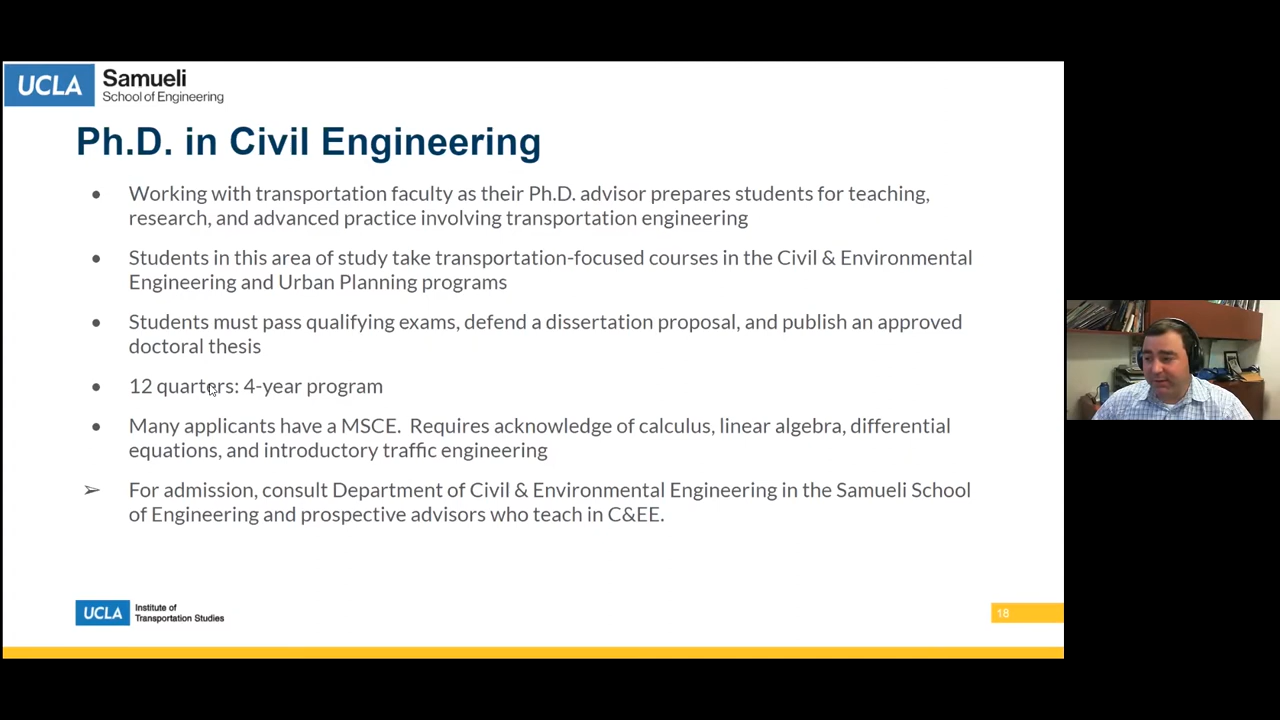 UCLA
Samueli
School of Engineering
Ph.D. in Civil Engineering
• Working with transportation faculty as their Ph.D. advisor prepares students for teaching,
research, and advanced practice involving transportation engineering
• Students in this area of study take transportation-focused courses in the Civil & Environmental
Engineering and Urban Planning programs
• Students must pass qualifying exams, defend a dissertation proposal, and publish an approved
doctoral thesis
• 12 quarters: 4-year program
• Many applicants have a MSCE.  Requires acknowledge of calculus, linear algebra, differential
equations, and introductory traffic engineering
➢ For admission, consult Department of Civil & Environmental Engineering in the Samueli School
of Engineering and prospective advisors who teach in C&EE.
UCLA
Institute of
Transportation Studies
18